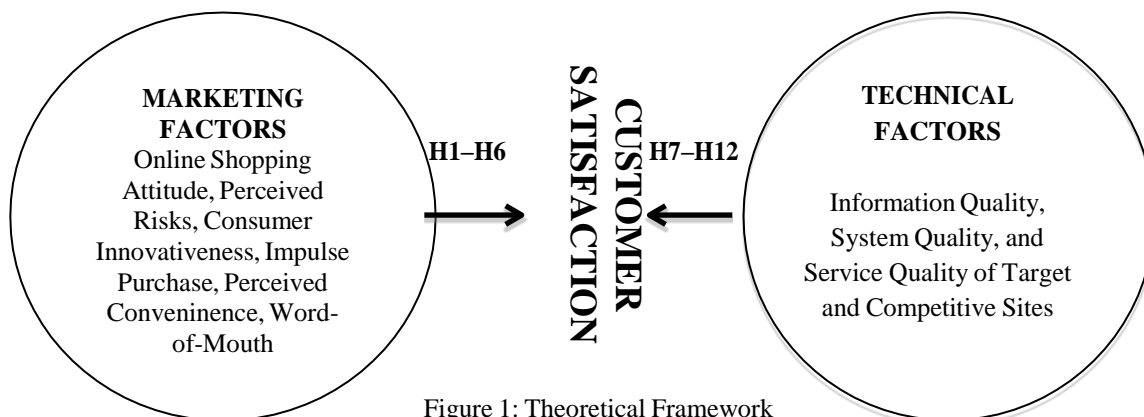 MARKETING
FACTORS
Online Shopping
Attitude, Perceived
Risks, Consumer
Innovativeness, Impulse
Purchase, Perceived
Conveninence, Word-
of-Mouth
H1–H6
CUSTOMER
SATISFACTION
H7–H12
TECHNICAL
FACTORS
Information Quality,
System Quality, and
Service Quality of Target
and Competitive Sites
Figure 1: Theoretical Framework